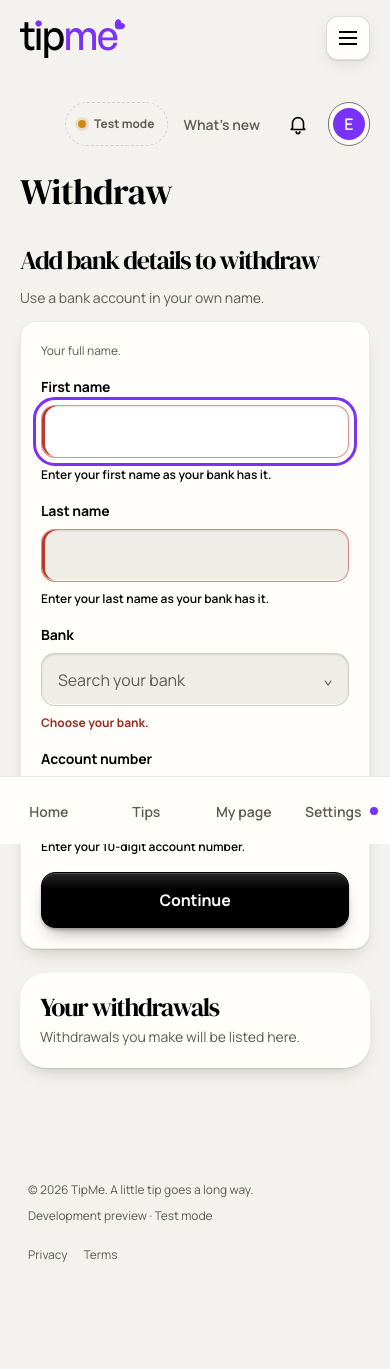 tipme
Test mode
What's new
E
Withdraw
Add bank details to withdraw
Use a bank account in your own name.
Your full name.
First name
Enter your first name as your bank has it.
Last name
Enter your last name as your bank has it.
Bank
Search your bank
Choose your bank.
Account number
Home
Tips
My page
Settings
Enter your 10-digit account number.
Continue
Your withdrawals
Withdrawals you make will be listed here.
© 2026 TipMe. A little tip goes a long way.
Development preview · Test mode
Privacy
Terms